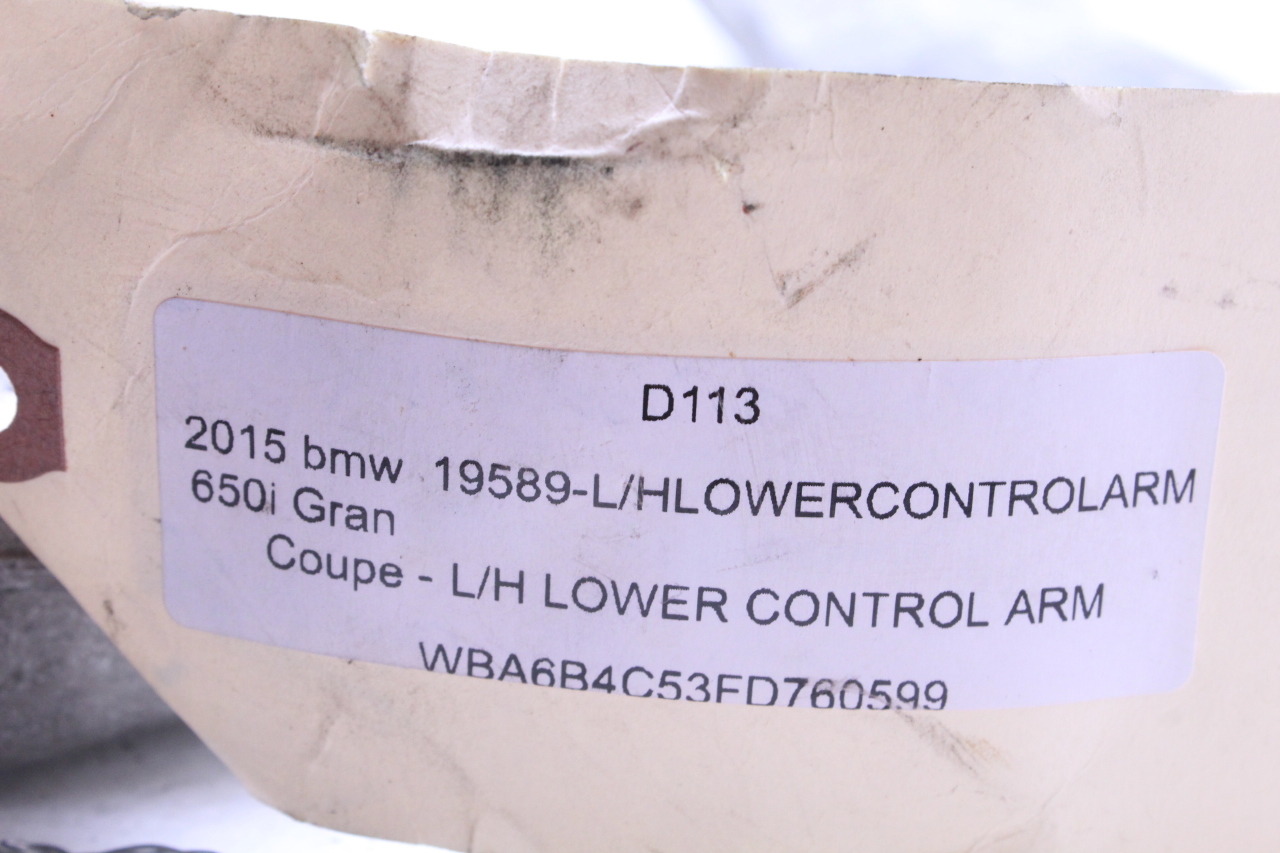 D113
2015 bmw 19589-L/HLOWERCONTROLARM
650i Gran
Coupe - L/H LOWER CONTROL ARM
WBA6B4C53FD760599